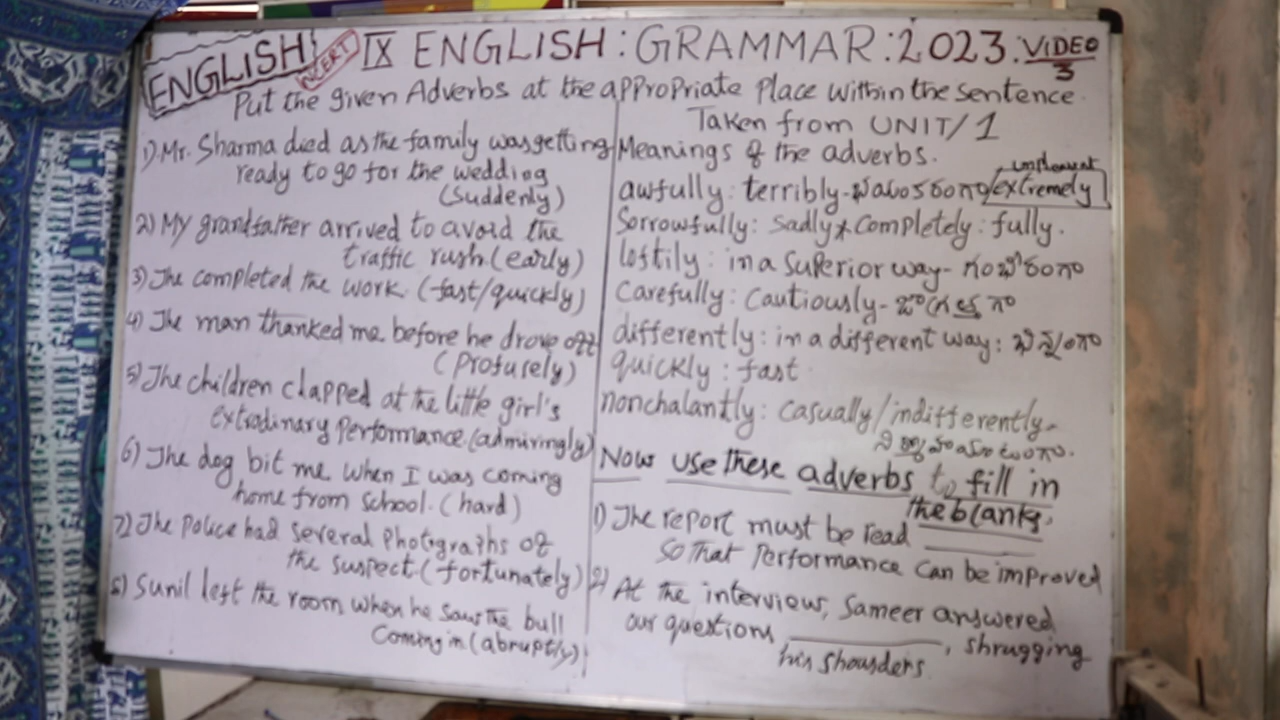 ENGLISH NCERT IX ENGLISH: GRAMMAR: 2023. VIDEO 3
Put the given Adverbs at the appropriate place within the sentence.
Taken from UNIT/1
1) Mr. Sharma died as the family was getting
ready to go for the wedding
(Suddenly)
2) My grandfather arrived to avoid the
traffic rush. (early)
3) The completed the work. (fast/quickly)
4) The man thanked me before he drove off
(Profusely)
5) The children clapped at the little girl's
extradinary performance. (admiringly)
6) The dog bit me when I was coming
home from school. (hard)
7) The police had several photographs of
the suspect. (fortunately)
8) Sunil left the room when he saw the bull
Coming in (abruptly)
Meanings of the adverbs.
awfully: terribly- extremely
Sorrowfully: sadly * Completely: fully.
loftily: in a superior way-
Carefully: Cautiously-
differently: in a different way:
quickly: fast
nonchalantly: casually/indifferently-
Now use these adverbs to fill in
the blanks.
1) The report must be read ______
so that performance can be improved
2) At the interview, Sameer answered
our questions ______, shrugging
his shoulders.